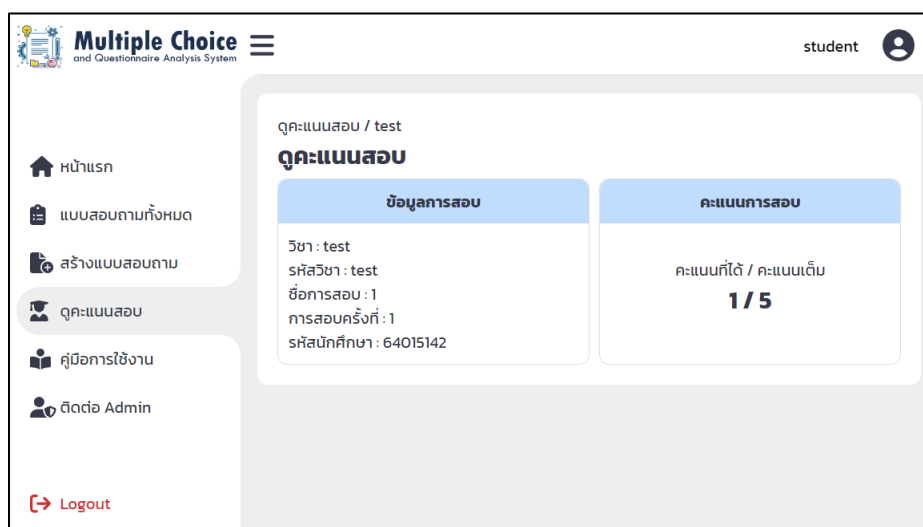 Multiple Choice
and Questionnaire Analysis System
student
หน้าแรก
แบบสอบถามทั้งหมด
สร้างแบบสอบถาม
ดูคะแนนสอบ
คู่มือการใช้งาน
ติดต่อ Admin
Logout
ดูคะแนนสอบ / test
ดูคะแนนสอบ
ข้อมูลการสอบ
วิชา : test
รหัสวิชา : test
ชื่อการสอบ : 1
การสอบครั้งที่ : 1
รหัสนักศึกษา : 64015142
คะแนนการสอบ
คะแนนที่ได้ / คะแนนเต็ม
1 / 5